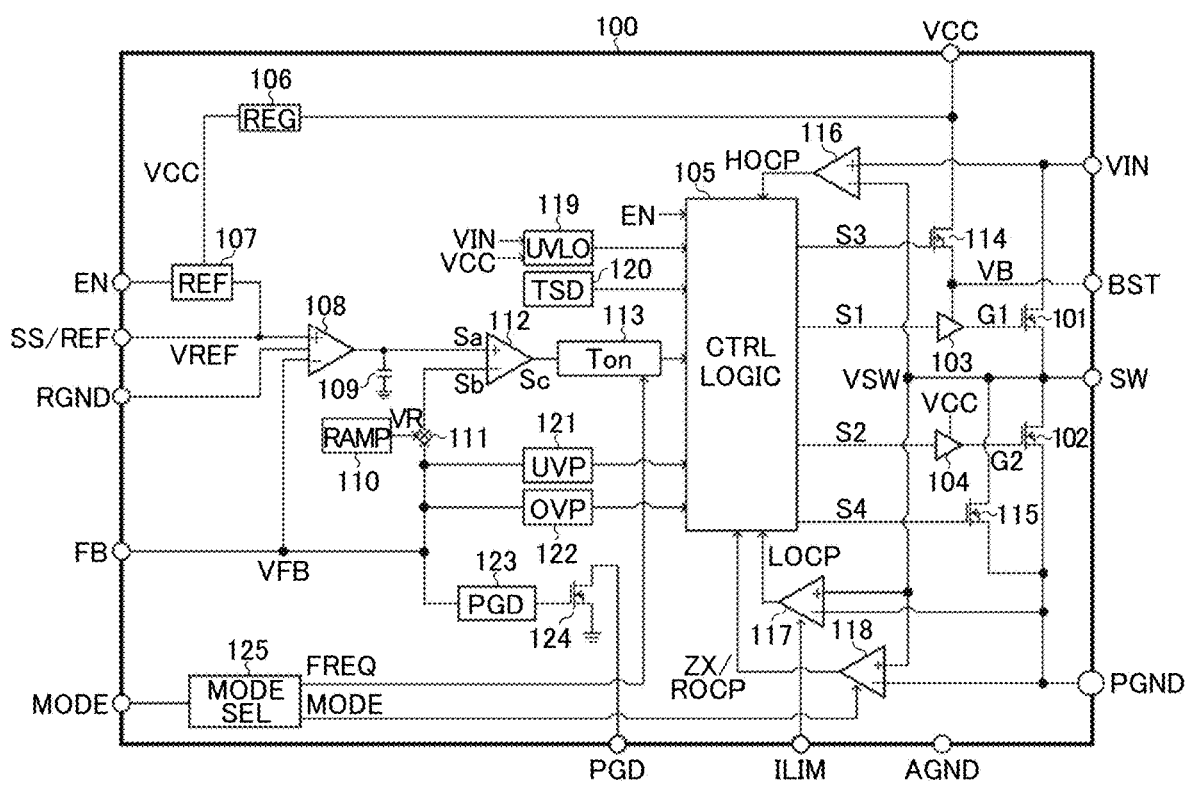 100
VCC
106
REG
116
VIN
HOCP
VCC
105
119
EN
S3
114
107
VIN
VCC
UVLO
VB
EN
REF
120
TSD
BST
108
112
113
S1
G1
101
SS/REF
VREF
Sa
Ton
CTRL
LOGIC
103
109
Sb
Sc
VSW
SW
RGND
VR
VCC
RAMP
111
121
S2
102
110
UVP
104
G2
OVP
S4
115
122
FB
VFB
LOCP
123
PGD
124
117
118
125
FREQ
ZX/
ROCP
MODE
MODE
SEL
MODE
PGND
PGD
ILIM
AGND